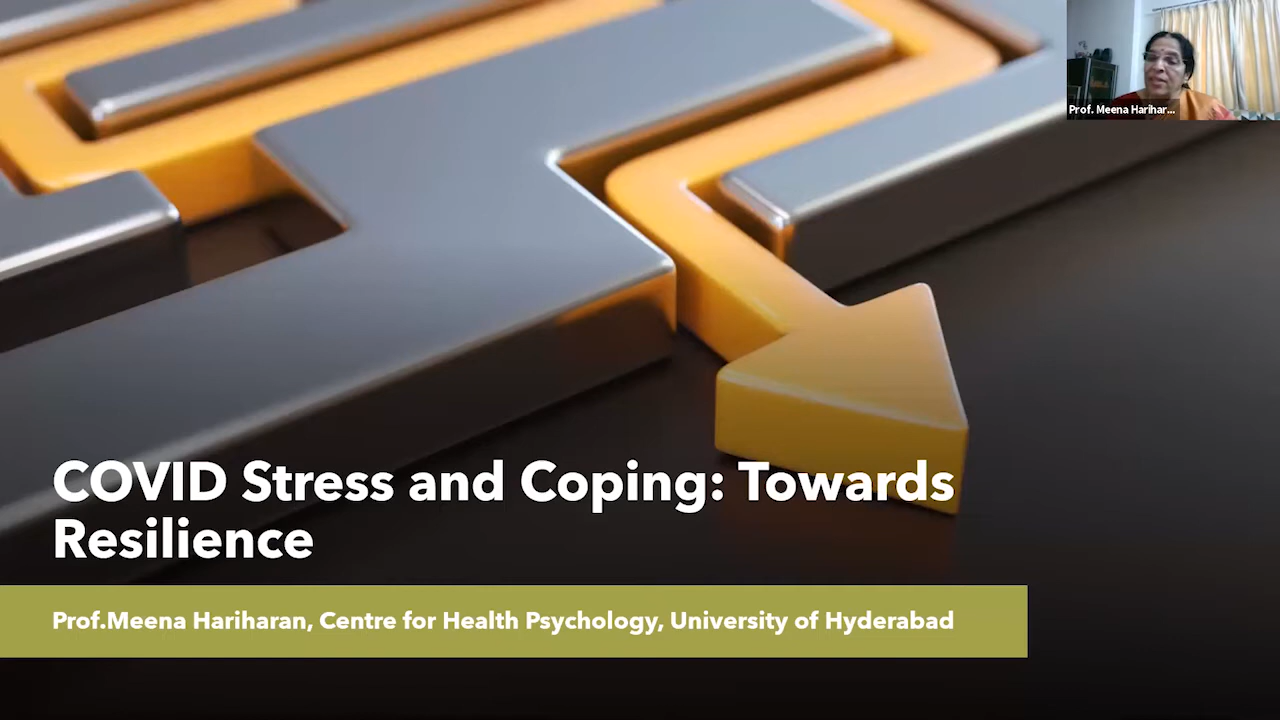 Prof. Meena Harihar...
COVID Stress and Coping: Towards
Resilience
Prof.Meena Hariharan, Centre for Health Psychology, University of Hyderabad